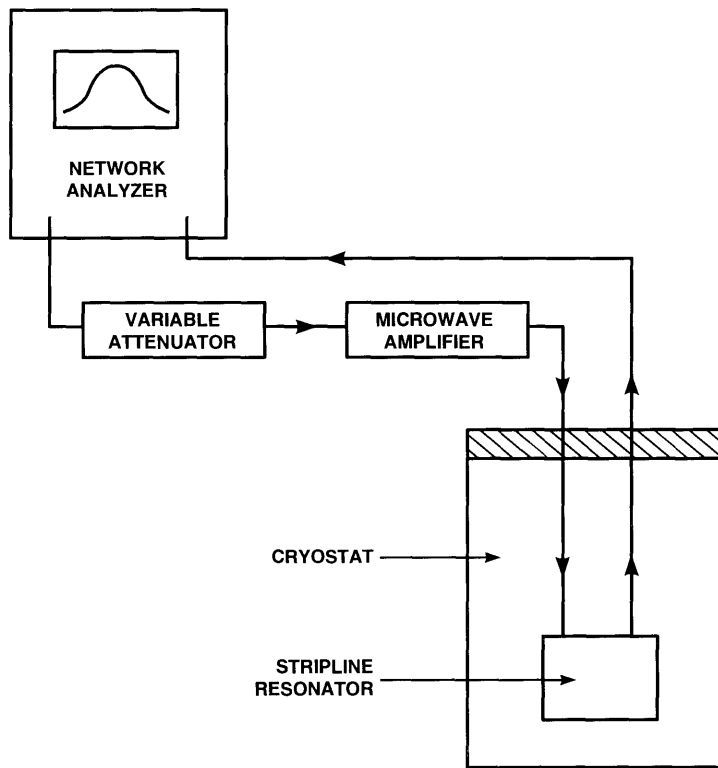 NETWORK
ANALYZER
VARIABLE
ATTENUATOR
MICROWAVE
AMPLIFIER
CRYOSTAT
STRIPLINE
RESONATOR